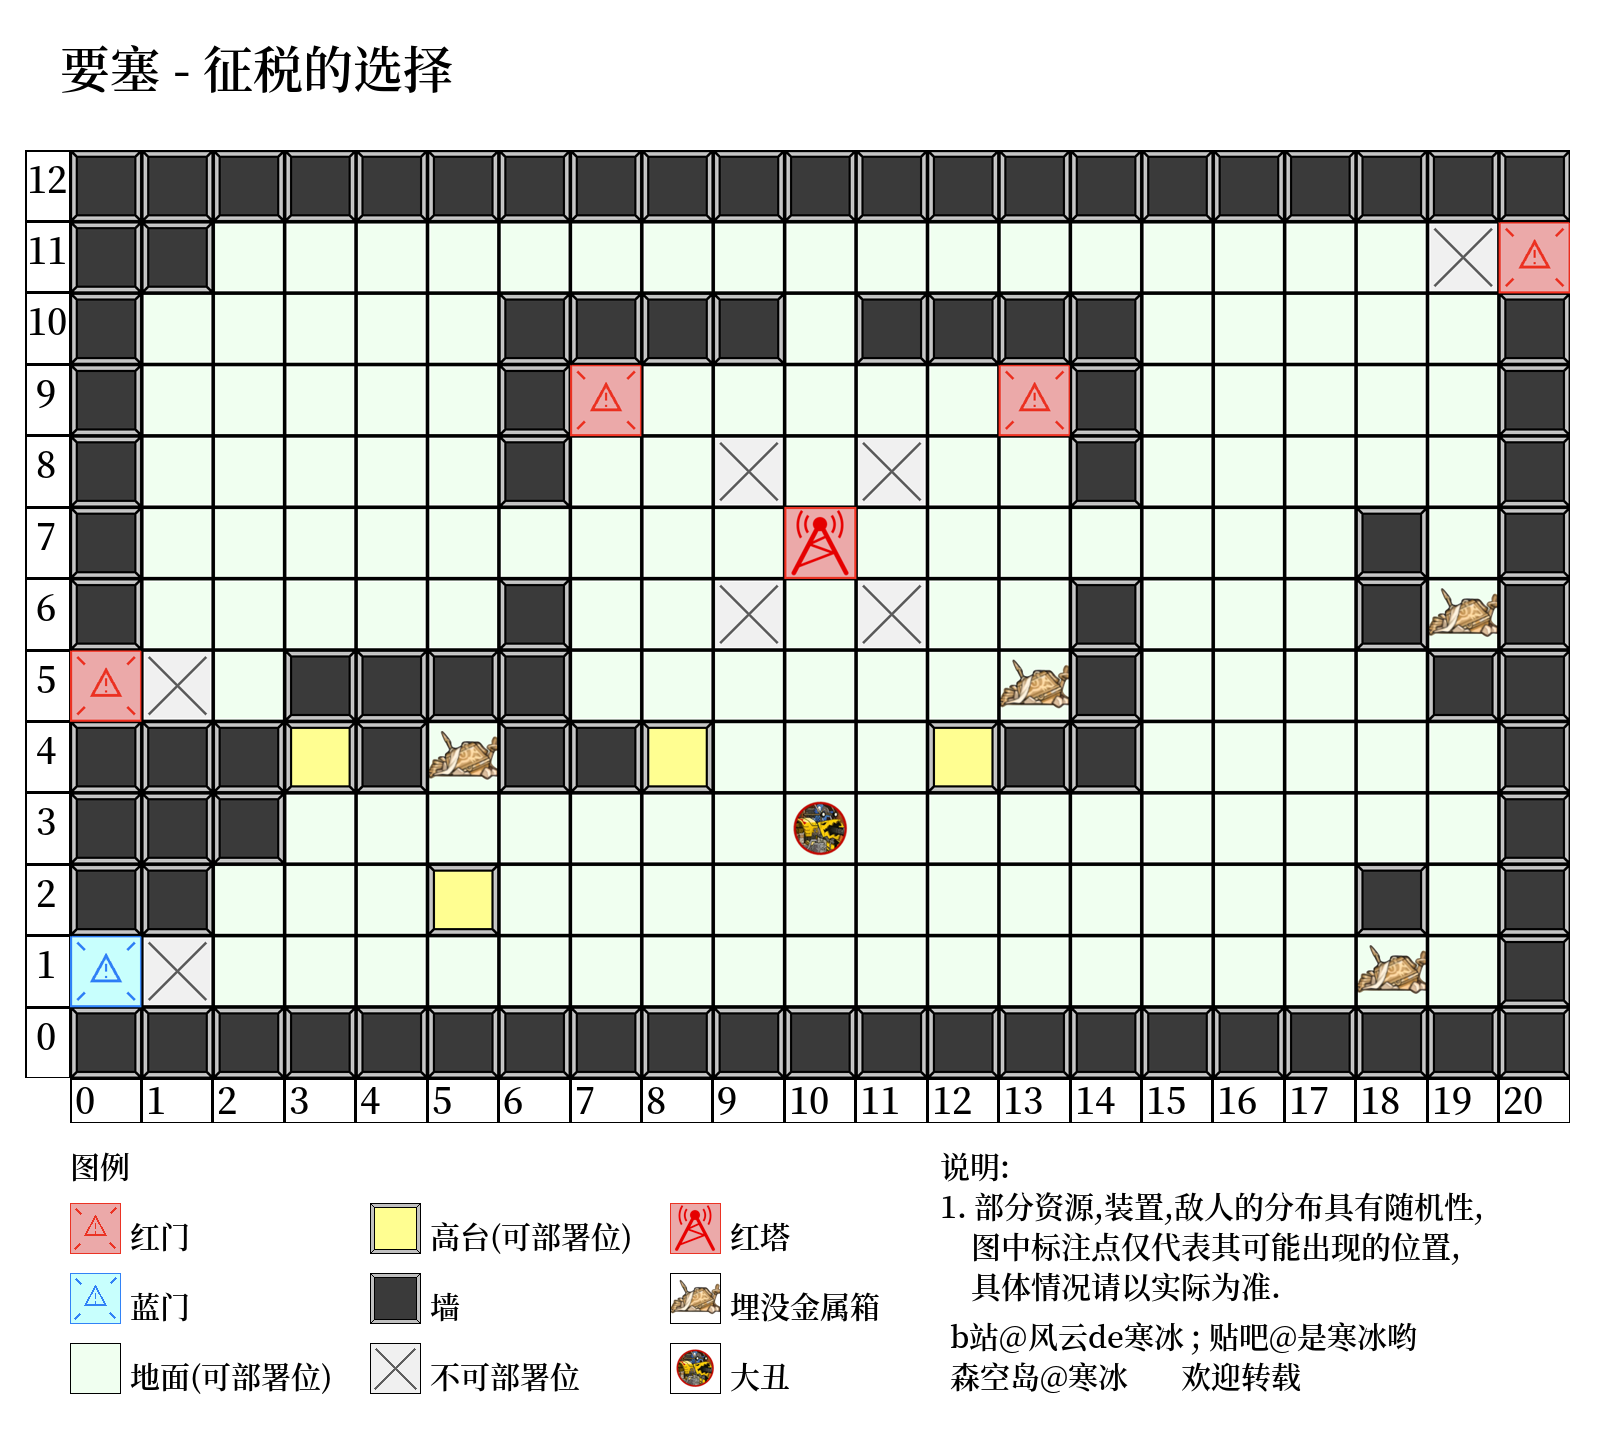 要塞 - 征税的选择
12
11
10
9
8
7
6
5
4
3
2
1
0
0 1 2 3 4 5 6 7 8 9 10 11 12 13 14 15 16 17 18 19 20
图例
红门 高台(可部署位) 红塔
蓝门 墙 埋没金属箱
地面(可部署位) 不可部署位 大丑
说明:
1. 部分资源,装置,敌人的分布具有随机性,
图中标注点仅代表其可能出现的位置,
具体情况请以实际为准.
b站@风云de寒冰 ; 贴吧@是寒冰哟
森空岛@寒冰 欢迎转载